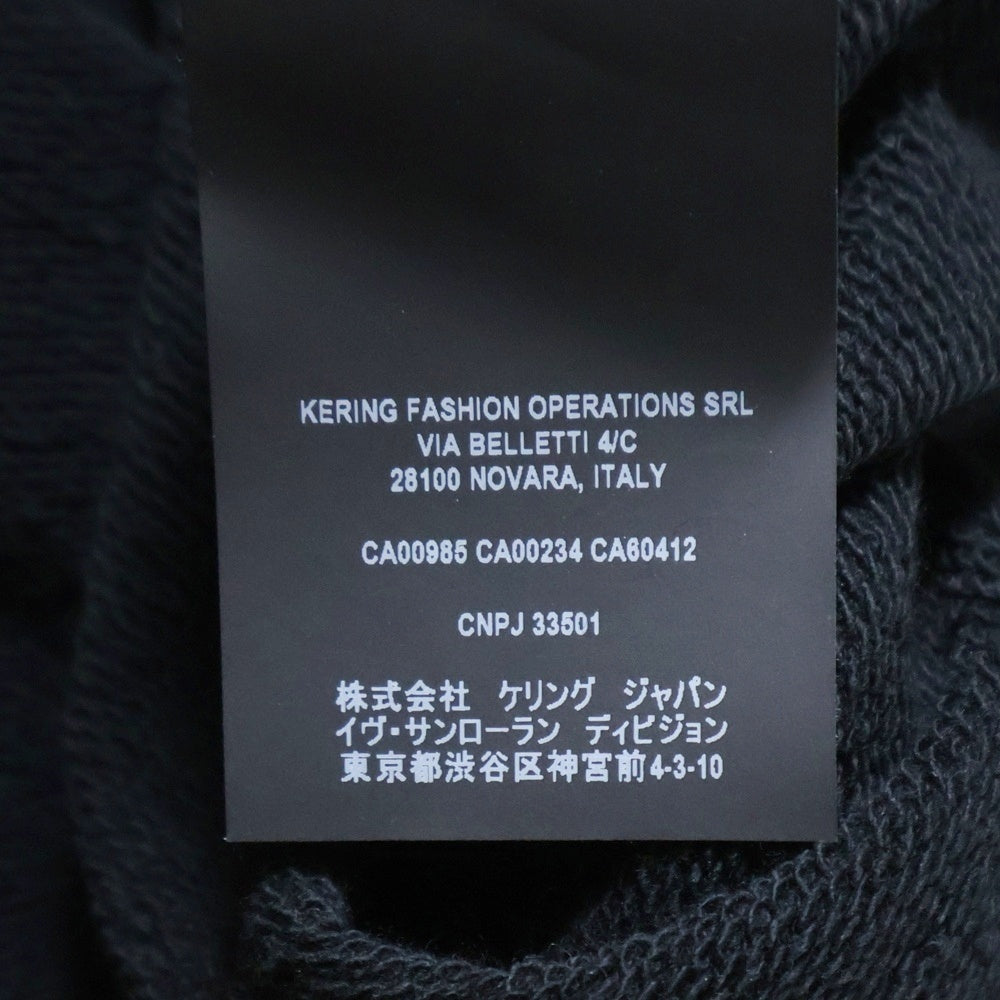 KERING FASHION OPERATIONS SRL
VIA BELLETTI 4/C
28100 NOVARA, ITALY
CA00985 CA00234 CA60412
CNPJ 33501
株式会社 ケリング ジャパン
イヴ・サンローラン ディビジョン
東京都渋谷区神宮前4-3-10